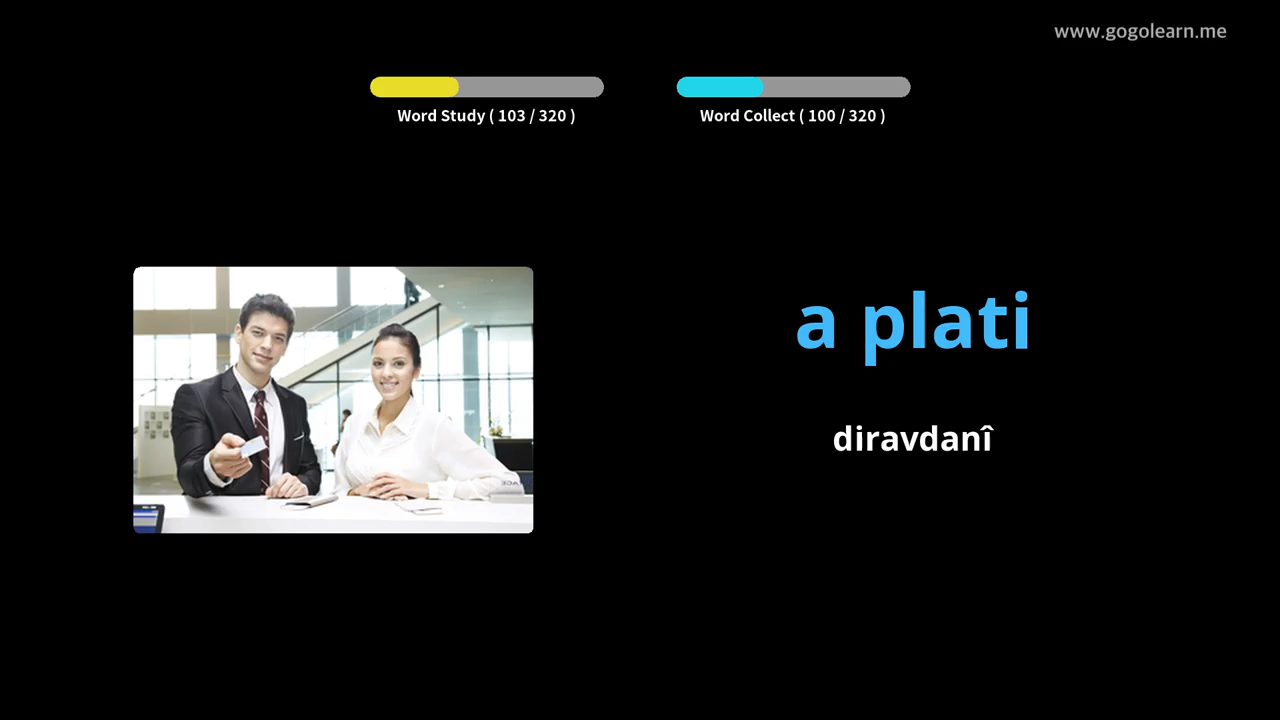 www.gogolearn.me
Word Study ( 103 / 320 )
Word Collect ( 100 / 320 )
a plati
diravdanî